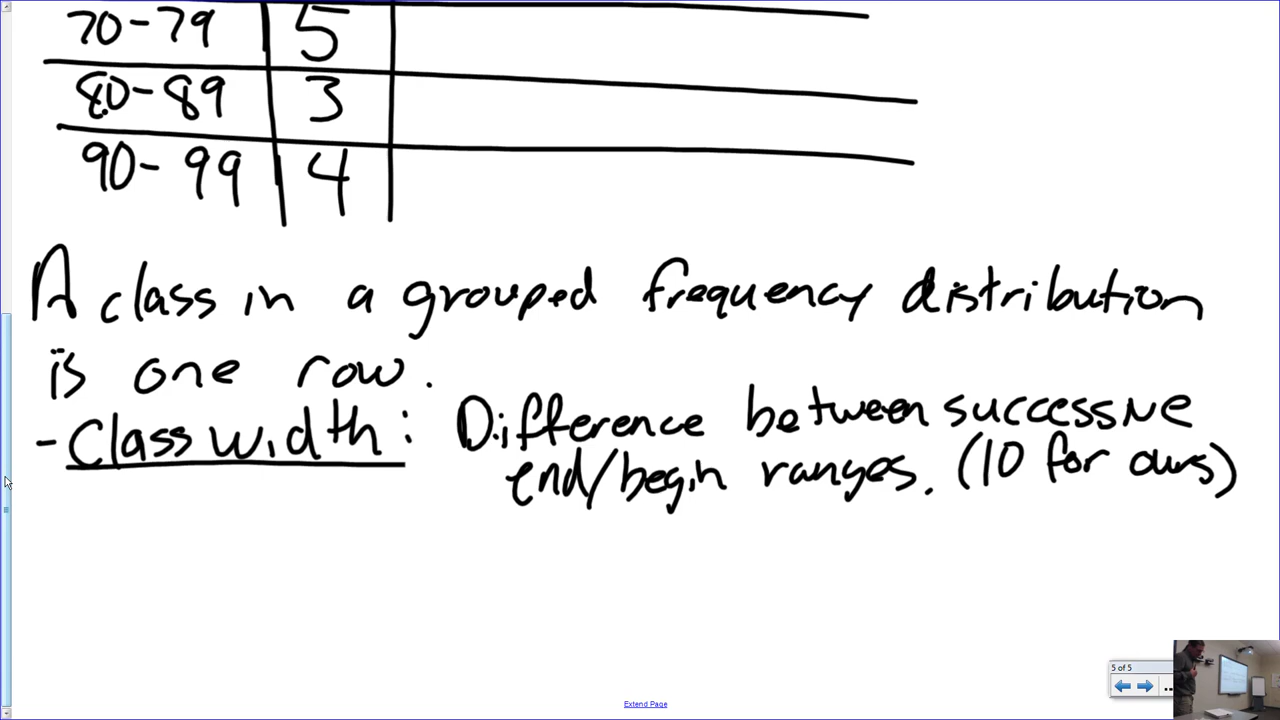 70-79 5
80-89 3
90-99 4
A class in a grouped frequency distribution
is one row.
- Class width: Difference between successive
end/begin ranges. (10 for ours)
5 of 5
Extend Page